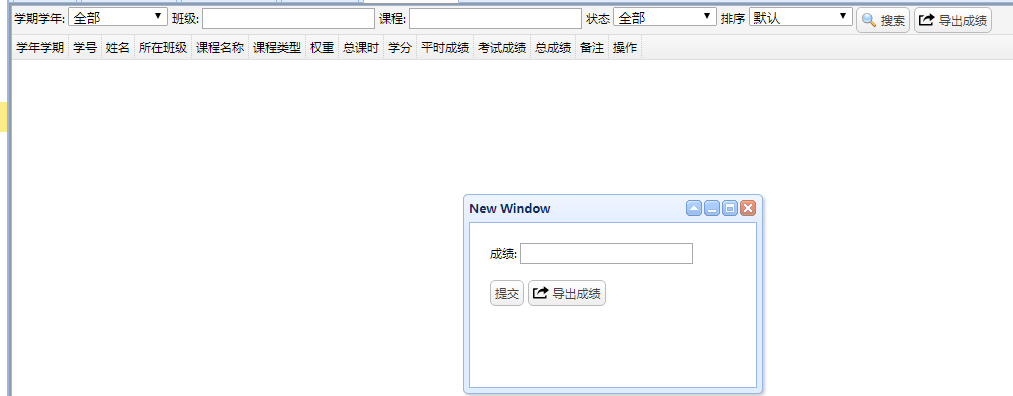 学期学年: 全部 班级: 课程: 状态 全部 排序 默认 搜索 导出成绩
学年学期 学号 姓名 所在班级 课程名称 课程类型 权重 总课时 学分 平时成绩 考试成绩 总成绩 备注 操作
New Window
成绩:
提交 导出成绩